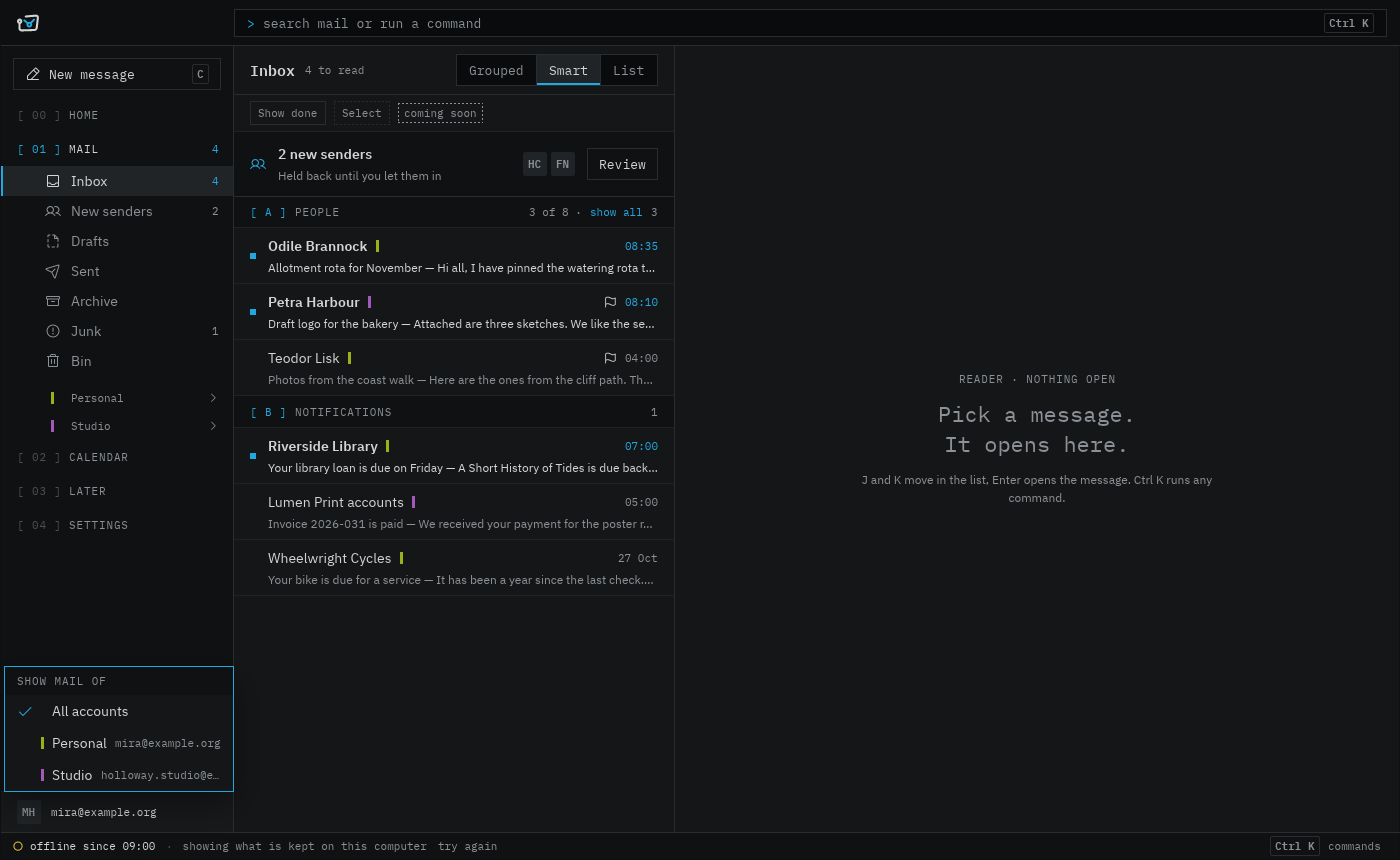 > search mail or run a command Ctrl K
New message C
[ 00 ] HOME
[ 01 ] MAIL 4
Inbox 4
New senders 2
Drafts
Sent
Archive
Junk 1
Bin
Personal
Studio
[ 02 ] CALENDAR
[ 03 ] LATER
[ 04 ] SETTINGS
SHOW MAIL OF
All accounts
Personal mira@example.org
Studio holloway.studio@e…
MH mira@example.org
Inbox 4 to read Grouped Smart List
Show done Select coming soon
2 new senders
Held back until you let them in
HC FN Review
[ A ] PEOPLE 3 of 8 · show all 3
Odile Brannock 08:35
Allotment rota for November — Hi all, I have pinned the watering rota t…
Petra Harbour 08:10
Draft logo for the bakery — Attached are three sketches. We like the se…
Teodor Lisk 04:00
Photos from the coast walk — Here are the ones from the cliff path. Th…
[ B ] NOTIFICATIONS 1
Riverside Library 07:00
Your library loan is due on Friday — A Short History of Tides is due back…
Lumen Print accounts 05:00
Invoice 2026-031 is paid — We received your payment for the poster r…
Wheelwright Cycles 27 Oct
Your bike is due for a service — It has been a year since the last check.…
READER · NOTHING OPEN
Pick a message.
It opens here.
J and K move in the list, Enter opens the message. Ctrl K runs any
command.
offline since 09:00 · showing what is kept on this computer try again Ctrl K commands